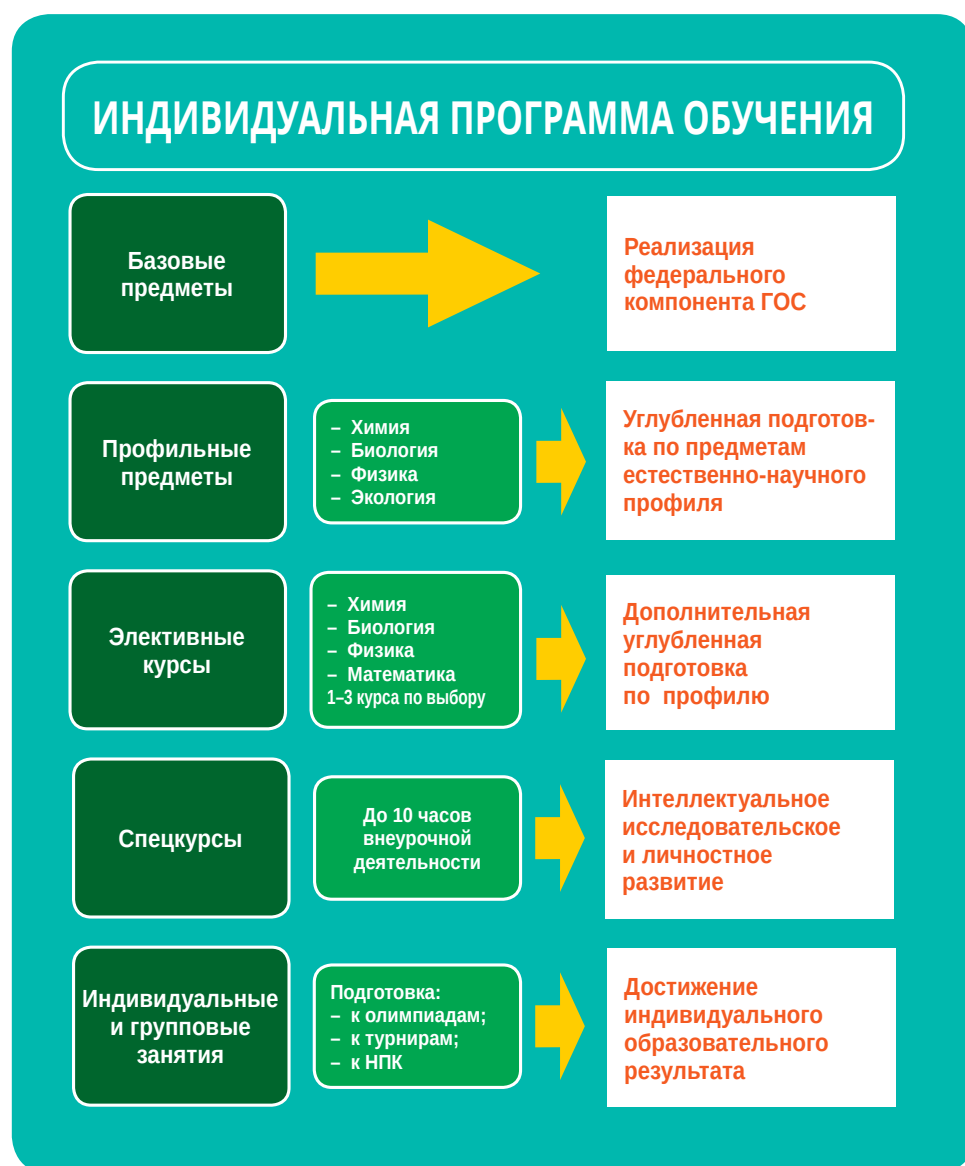 ИНДИВИДУАЛЬНАЯ ПРОГРАММА ОБУЧЕНИЯ
Базовые
предметы
Реализация
федерального
компонента ГОС
Профильные
предметы
– Химия
– Биология
– Физика
– Экология
Углубленная подготов-
ка по предметам
естественно-научного
профиля
Элективные
курсы
– Химия
– Биология
– Физика
– Математика
1–3 курса по выбору
Дополнительная
углубленная
подготовка
по профилю
Спецкурсы
До 10 часов
внеурочной
деятельности
Интеллектуальное
исследовательское
и личностное
развитие
Индивидуальные
и групповые
занятия
Подготовка:
– к олимпиадам;
– к турнирам;
– к НПК
Достижение
индивидуального
образовательного
результата